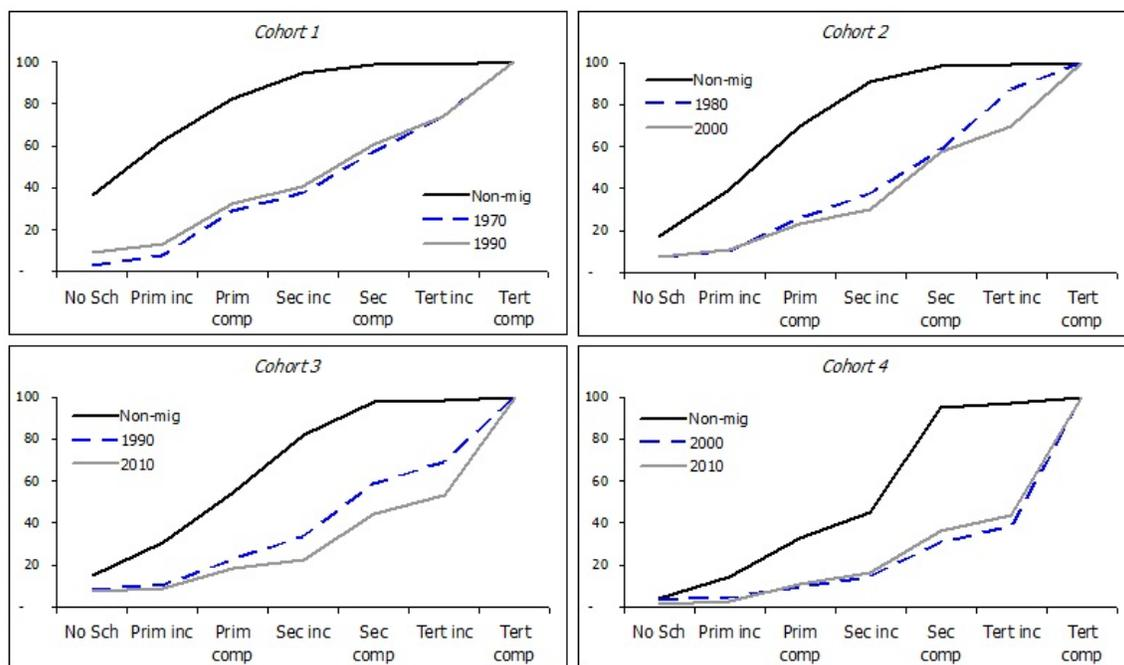 Cohort 1
100
80
60
40
20
-
Non-mig
1970
1990
No Sch Prim inc Prim comp Sec inc Sec comp Tert inc Tert comp
Cohort 2
100
80
60
40
20
-
Non-mig
1980
2000
No Sch Prim inc Prim comp Sec inc Sec comp Tert inc Tert comp
Cohort 3
100
80
60
40
20
-
Non-mig
1990
2010
No Sch Prim inc Prim comp Sec inc Sec comp Tert inc Tert comp
Cohort 4
100
80
60
40
20
-
Non-mig
2000
2010
No Sch Prim inc Prim comp Sec inc Sec comp Tert inc Tert comp